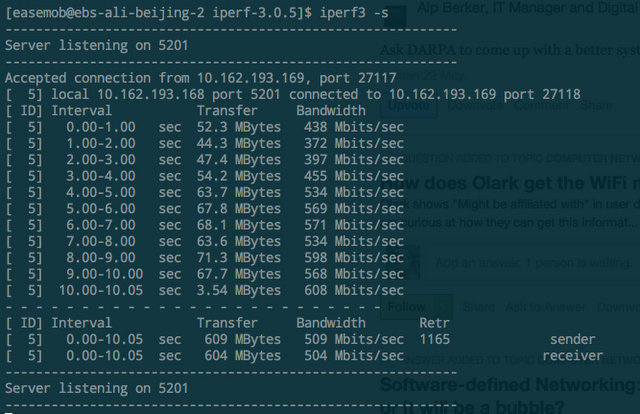 [easemob@ebs-ali-beijing-2 iperf-3.0.5]$ iperf3 -s
-----------------------------------------------------------
Server listening on 5201
-----------------------------------------------------------
Accepted connection from 10.162.193.169, port 27117
[  5] local 10.162.193.168 port 5201 connected to 10.162.193.169 port 27118
[ ID] Interval           Transfer     Bandwidth
[  5]   0.00-1.00   sec  52.3 MBytes   438 Mbits/sec
[  5]   1.00-2.00   sec  44.3 MBytes   372 Mbits/sec
[  5]   2.00-3.00   sec  47.4 MBytes   397 Mbits/sec
[  5]   3.00-4.00   sec  54.2 MBytes   455 Mbits/sec
[  5]   4.00-5.00   sec  63.7 MBytes   534 Mbits/sec
[  5]   5.00-6.00   sec  67.8 MBytes   569 Mbits/sec
[  5]   6.00-7.00   sec  68.1 MBytes   571 Mbits/sec
[  5]   7.00-8.00   sec  63.6 MBytes   534 Mbits/sec
[  5]   8.00-9.00   sec  71.3 MBytes   598 Mbits/sec
[  5]   9.00-10.00  sec  67.7 MBytes   568 Mbits/sec
[  5]  10.00-10.05  sec  3.54 MBytes   608 Mbits/sec
- - - - - - - - - - - - - - - - - - - - - - - - -
[ ID] Interval           Transfer     Bandwidth       Retr
[  5]   0.00-10.05  sec   609 MBytes   509 Mbits/sec  1165             sender
[  5]   0.00-10.05  sec   604 MBytes   504 Mbits/sec                  receiver
-----------------------------------------------------------
Server listening on 5201
-----------------------------------------------------------
Alp Berker, IT Manager and Digital
Ask DARPA to come up with a better syste
22 May.
Upvote Downvote Comment Share
QUESTION ADDED TO TOPIC COMPUTER NETW
How does Olark get the WiFi n
Olark shows "Might be affiliated with" in user d
curious at how they can get this informat...
Add an answer. 1 person is waiting.
Follow Share Ask to Answer Downvo
ANSWER ADDED TO TOPIC
Software-defined Networking:
or it will be a bubble?